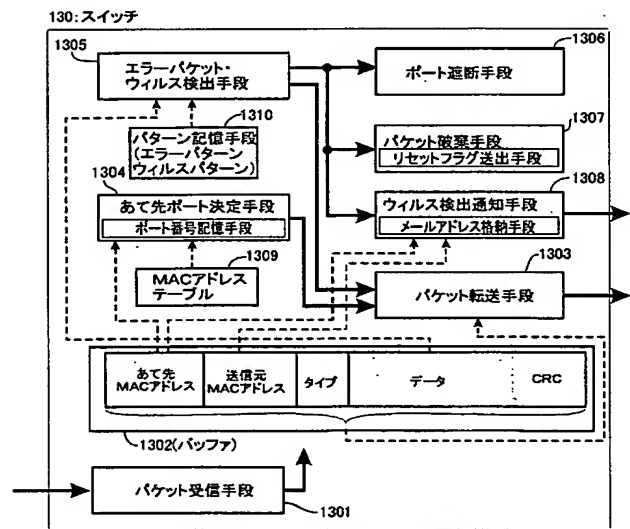 130:スイッチ
1305
エラーパケット・
ウィルス検出手段
1306
ポート遮断手段
1310
パターン記憶手段
(エラーパターン
ウィルスパターン)
1307
パケット破棄手段
リセットフラグ送出手段
1304
あて先ポート決定手段
ポート番号記憶手段
1308
ウィルス検出通知手段
メールアドレス格納手段
1309
MACアドレス
テーブル
1303
パケット転送手段
あて先
MACアドレス
送信元
MACアドレス
タイプ
データ
CRC
1302(バッファ)
パケット受信手段
1301